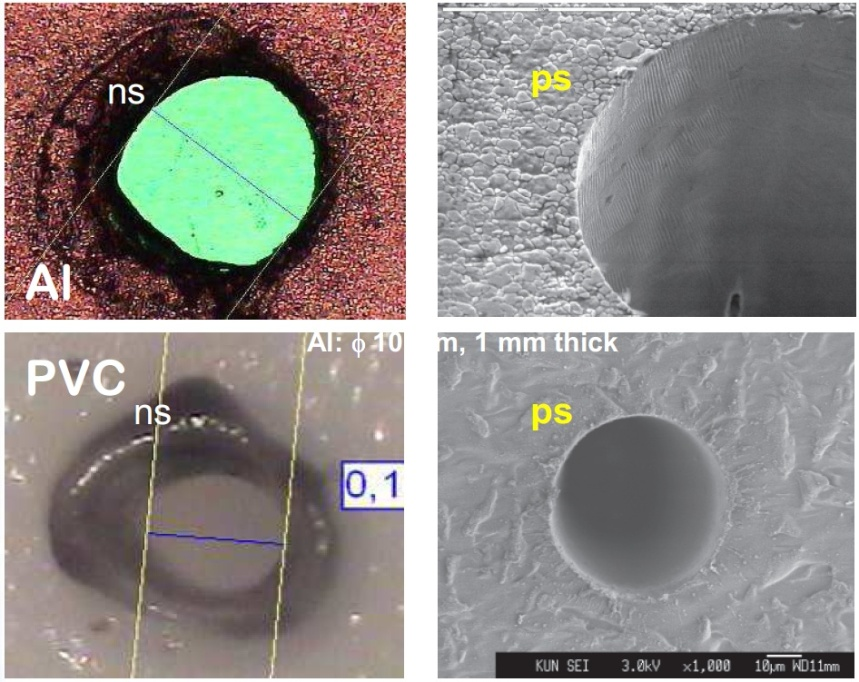 ns
ps
Al
Al: ϕ 10 m, 1 mm thick
PVC
ns
ps
0,1
KUN SEI 3.0kV ×1,000 10μm WD11mm